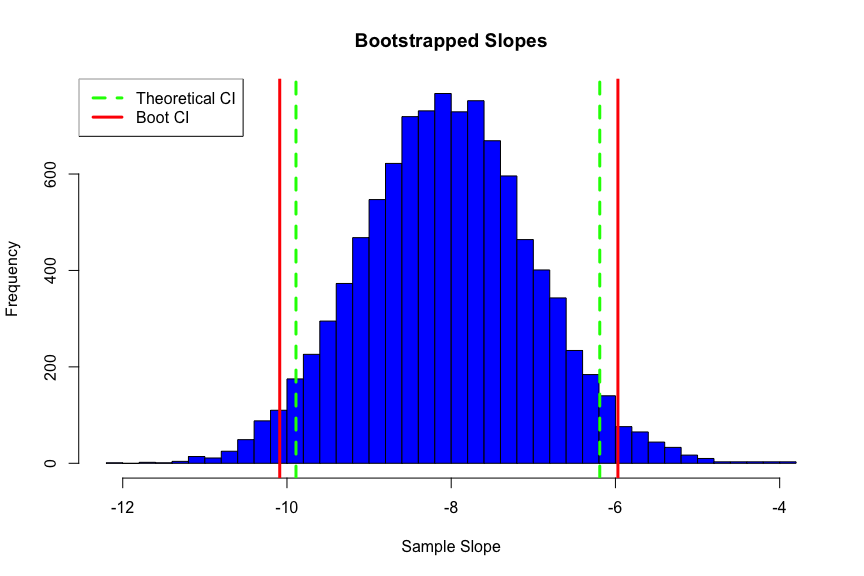 Bootstrapped Slopes
Theoretical CI
Boot CI
Frequency
600
400
200
0
-12 -10 -8 -6 -4
Sample Slope